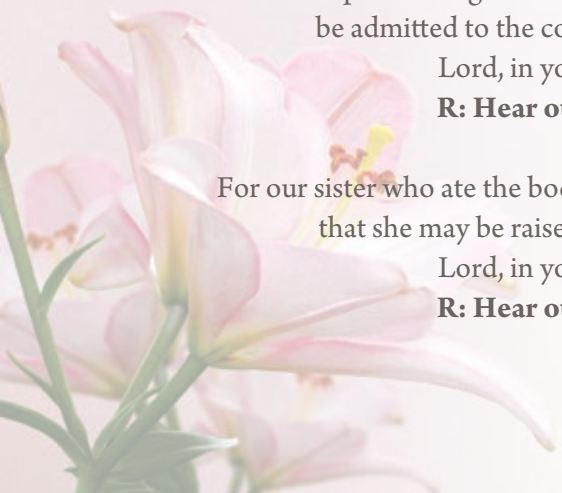 be admitted to the co
Lord, in yo
R: Hear ou
For our sister who ate the bod
that she may be raise
Lord, in yo
R: Hear ou